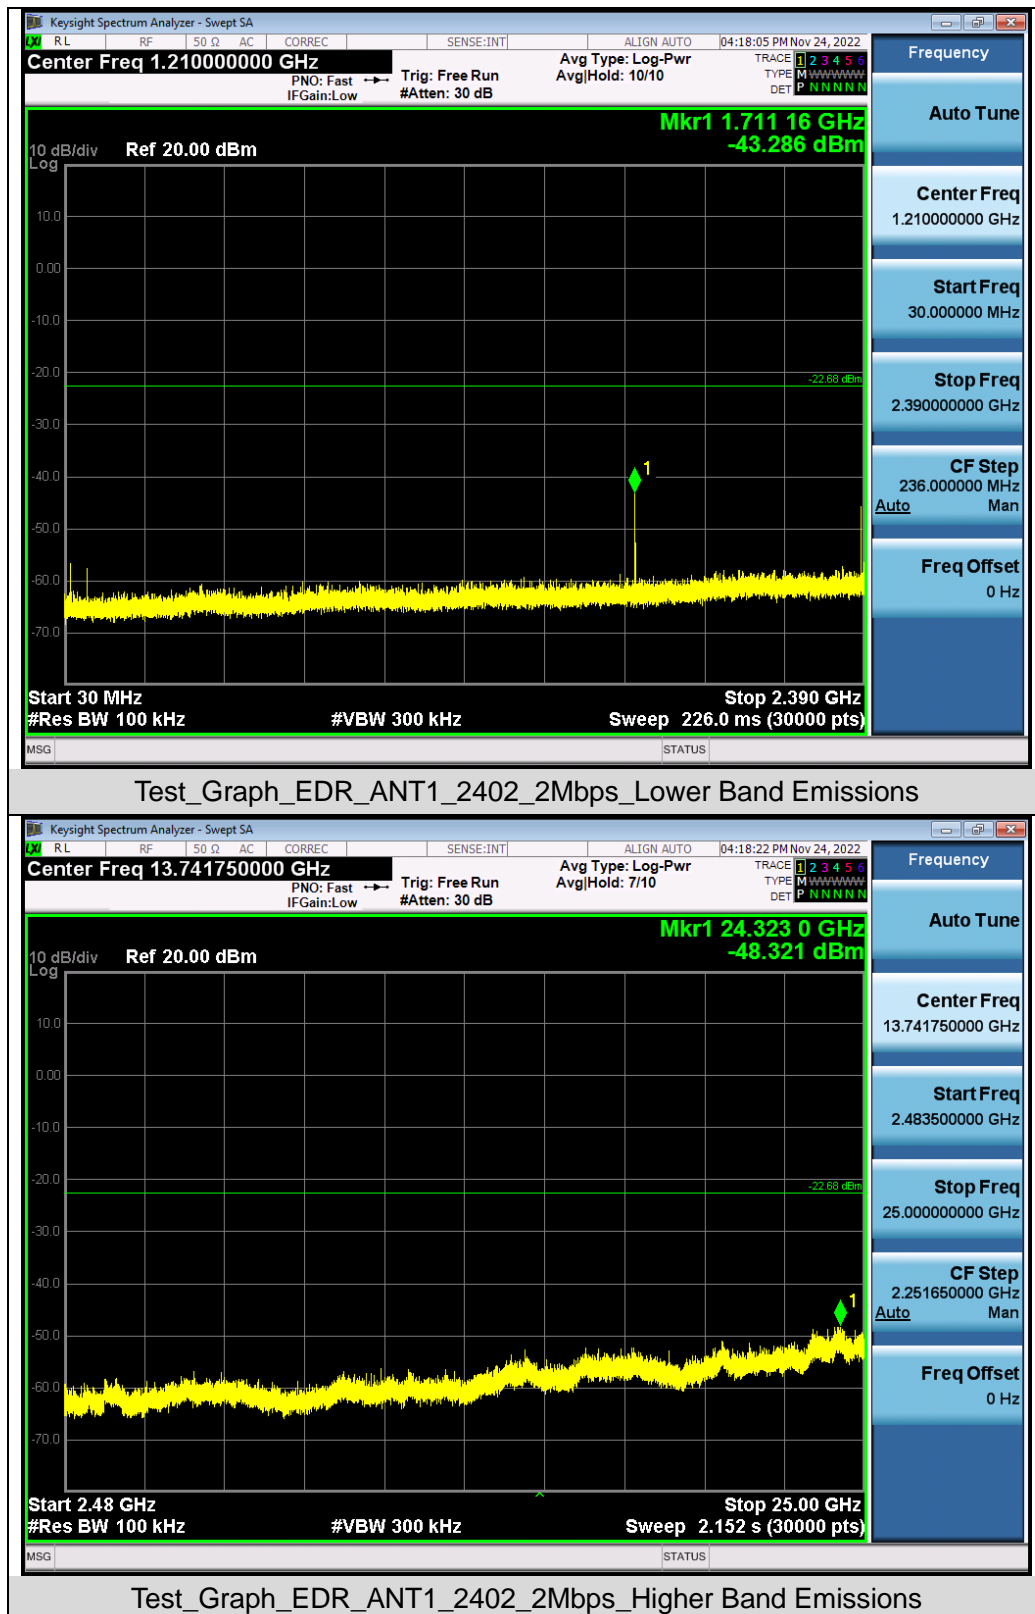 Keysight Spectrum Analyzer - Swept SA
LXI RL RF 50 Ω AC CORREC SENSE:INT ALIGN AUTO 04:18:05 PM Nov 24, 2022
Center Freq 1.210000000 GHz
PNO: Fast
IFGain:Low
Trig: Free Run
#Atten: 30 dB
Avg Type: Log-Pwr
Avg|Hold: 10/10
TRACE 1 2 3 4 5 6
TYPE M WWWWW
DET P N N N N N
Mkr1 1.711 16 GHz
-43.286 dBm
10 dB/div
Log
Ref 20.00 dBm
10.0
0.00
-10.0
-20.0
-22.68 dBm
-30.0
-40.0
1
-50.0
-60.0
-70.0
Start 30 MHz
Stop 2.390 GHz
#Res BW 100 kHz
#VBW 300 kHz
Sweep 226.0 ms (30000 pts)
MSG
STATUS
Frequency
Auto Tune
Center Freq
1.210000000 GHz
Start Freq
30.000000 MHz
Stop Freq
2.390000000 GHz
CF Step
236.000000 MHz
Auto Man
Freq Offset
0 Hz
Test_Graph_EDR_ANT1_2402_2Mbps_Lower Band Emissions
Keysight Spectrum Analyzer - Swept SA
LXI RL RF 50 Ω AC CORREC SENSE:INT ALIGN AUTO 04:18:22 PM Nov 24, 2022
Center Freq 13.741750000 GHz
PNO: Fast
IFGain:Low
Trig: Free Run
#Atten: 30 dB
Avg Type: Log-Pwr
Avg|Hold: 7/10
TRACE 1 2 3 4 5 6
TYPE M WWWWW
DET P N N N N N
Mkr1 24.323 0 GHz
-48.321 dBm
10 dB/div
Log
Ref 20.00 dBm
10.0
0.00
-10.0
-20.0
-22.68 dBm
-30.0
-40.0
1
-50.0
-60.0
-70.0
Start 2.48 GHz
Stop 25.00 GHz
#Res BW 100 kHz
#VBW 300 kHz
Sweep 2.152 s (30000 pts)
MSG
STATUS
Frequency
Auto Tune
Center Freq
13.741750000 GHz
Start Freq
2.483500000 GHz
Stop Freq
25.000000000 GHz
CF Step
2.251650000 GHz
Auto Man
Freq Offset
0 Hz
Test_Graph_EDR_ANT1_2402_2Mbps_Higher Band Emissions